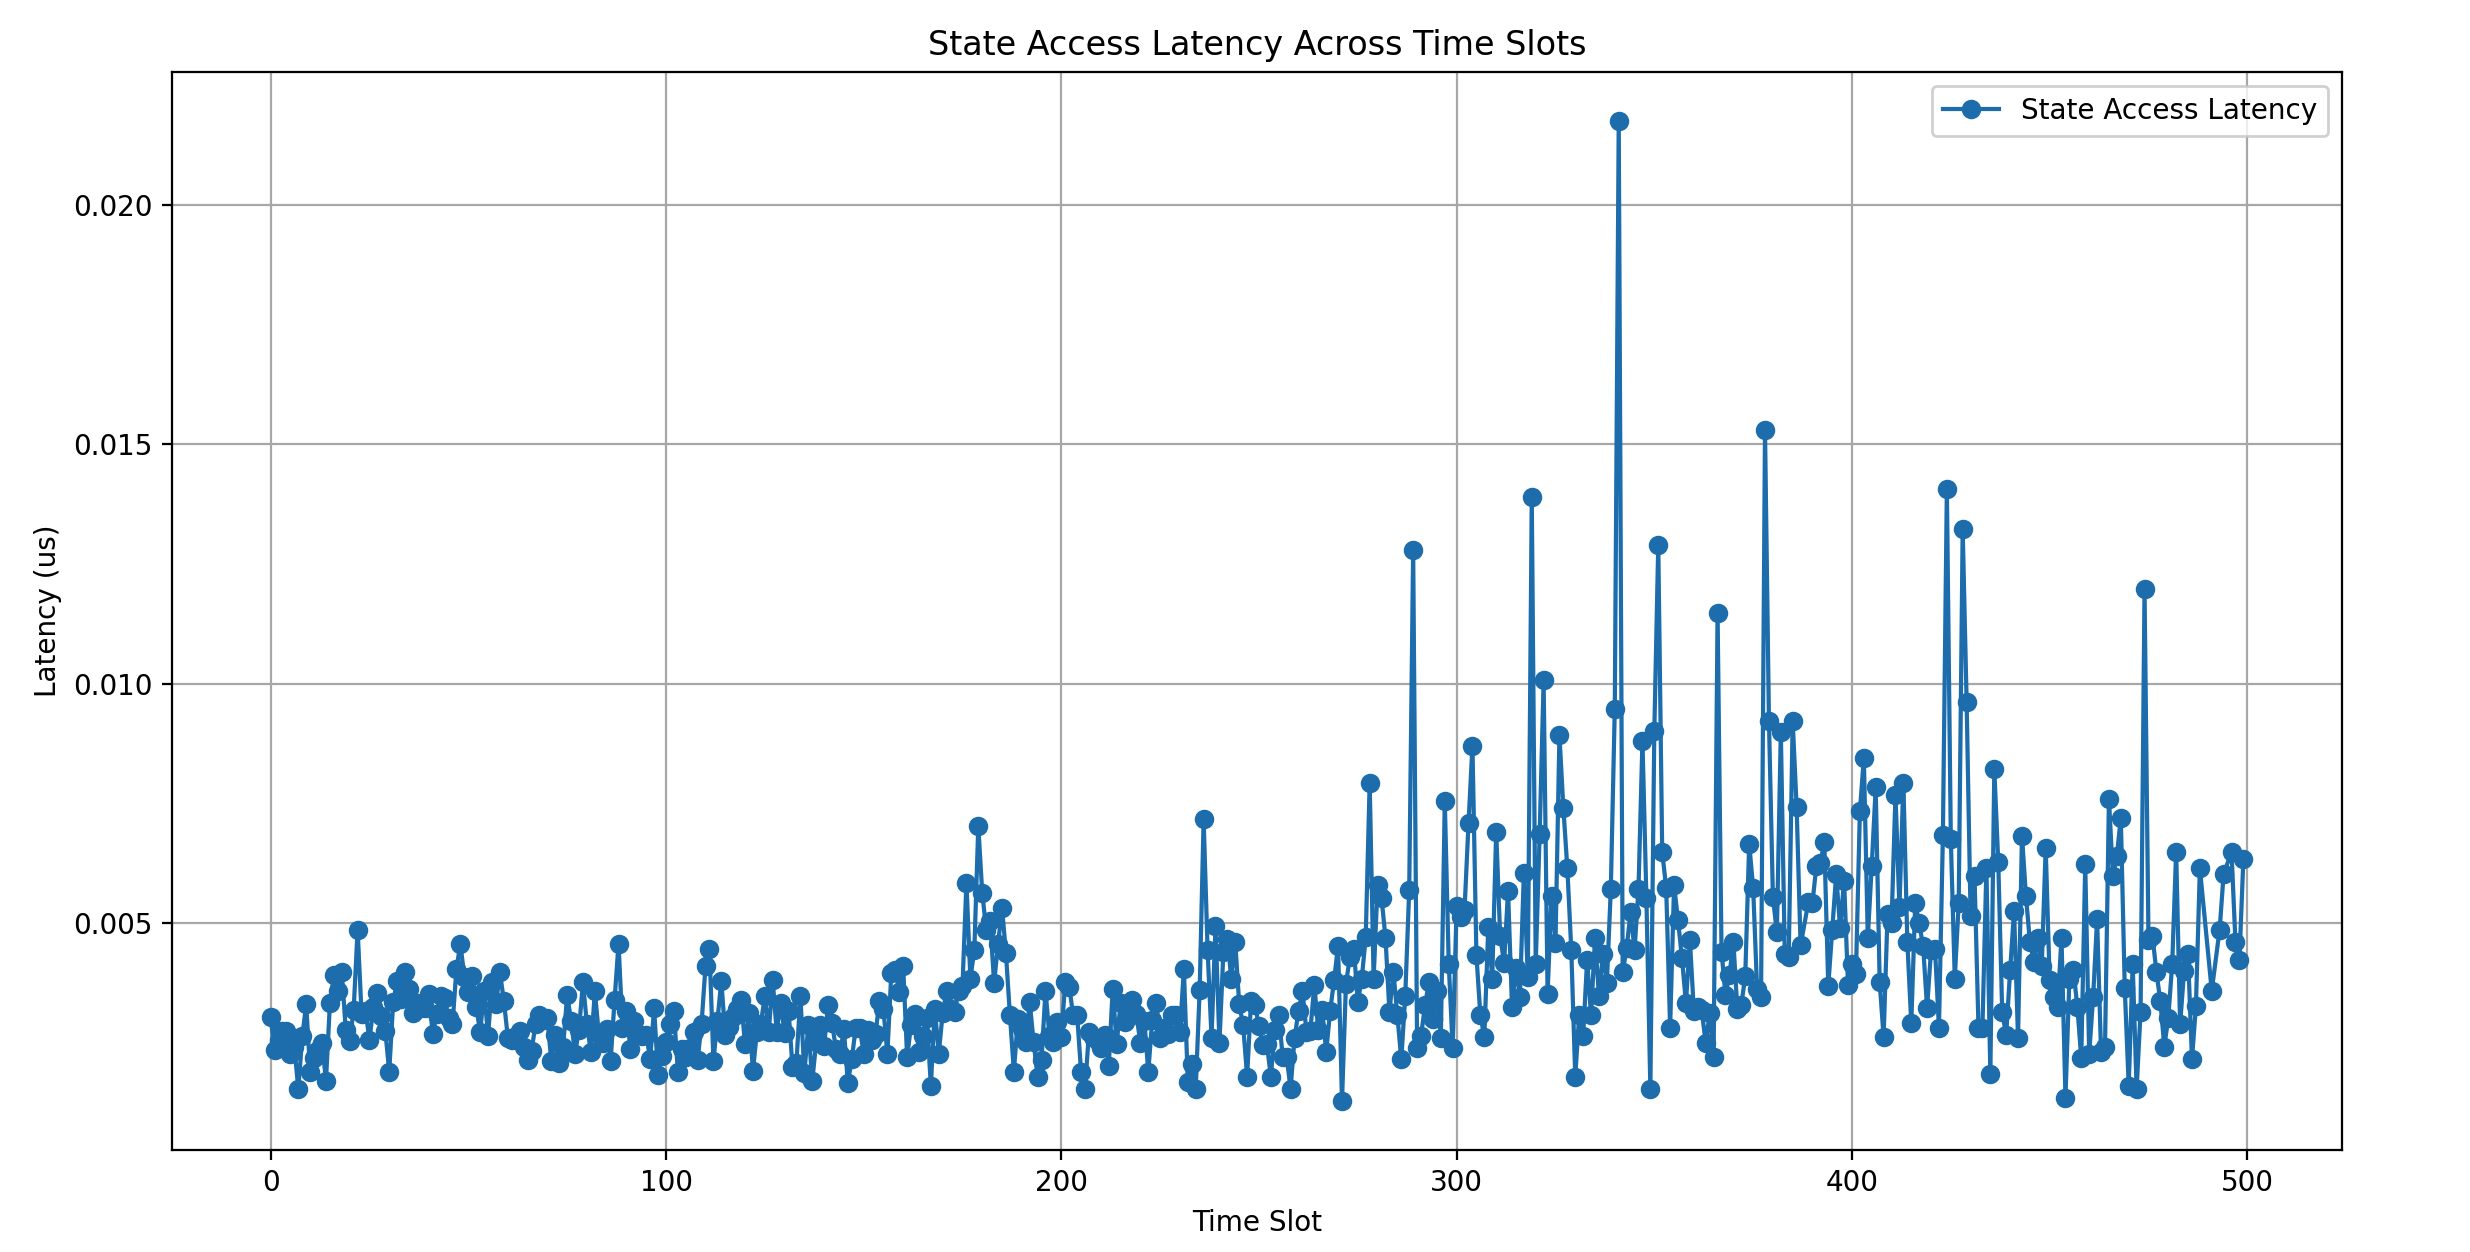 State Access Latency Across Time Slots
State Access Latency
0.020
0.015
0.010
0.005
Latency (us)
0 100 200 300 400 500
Time Slot